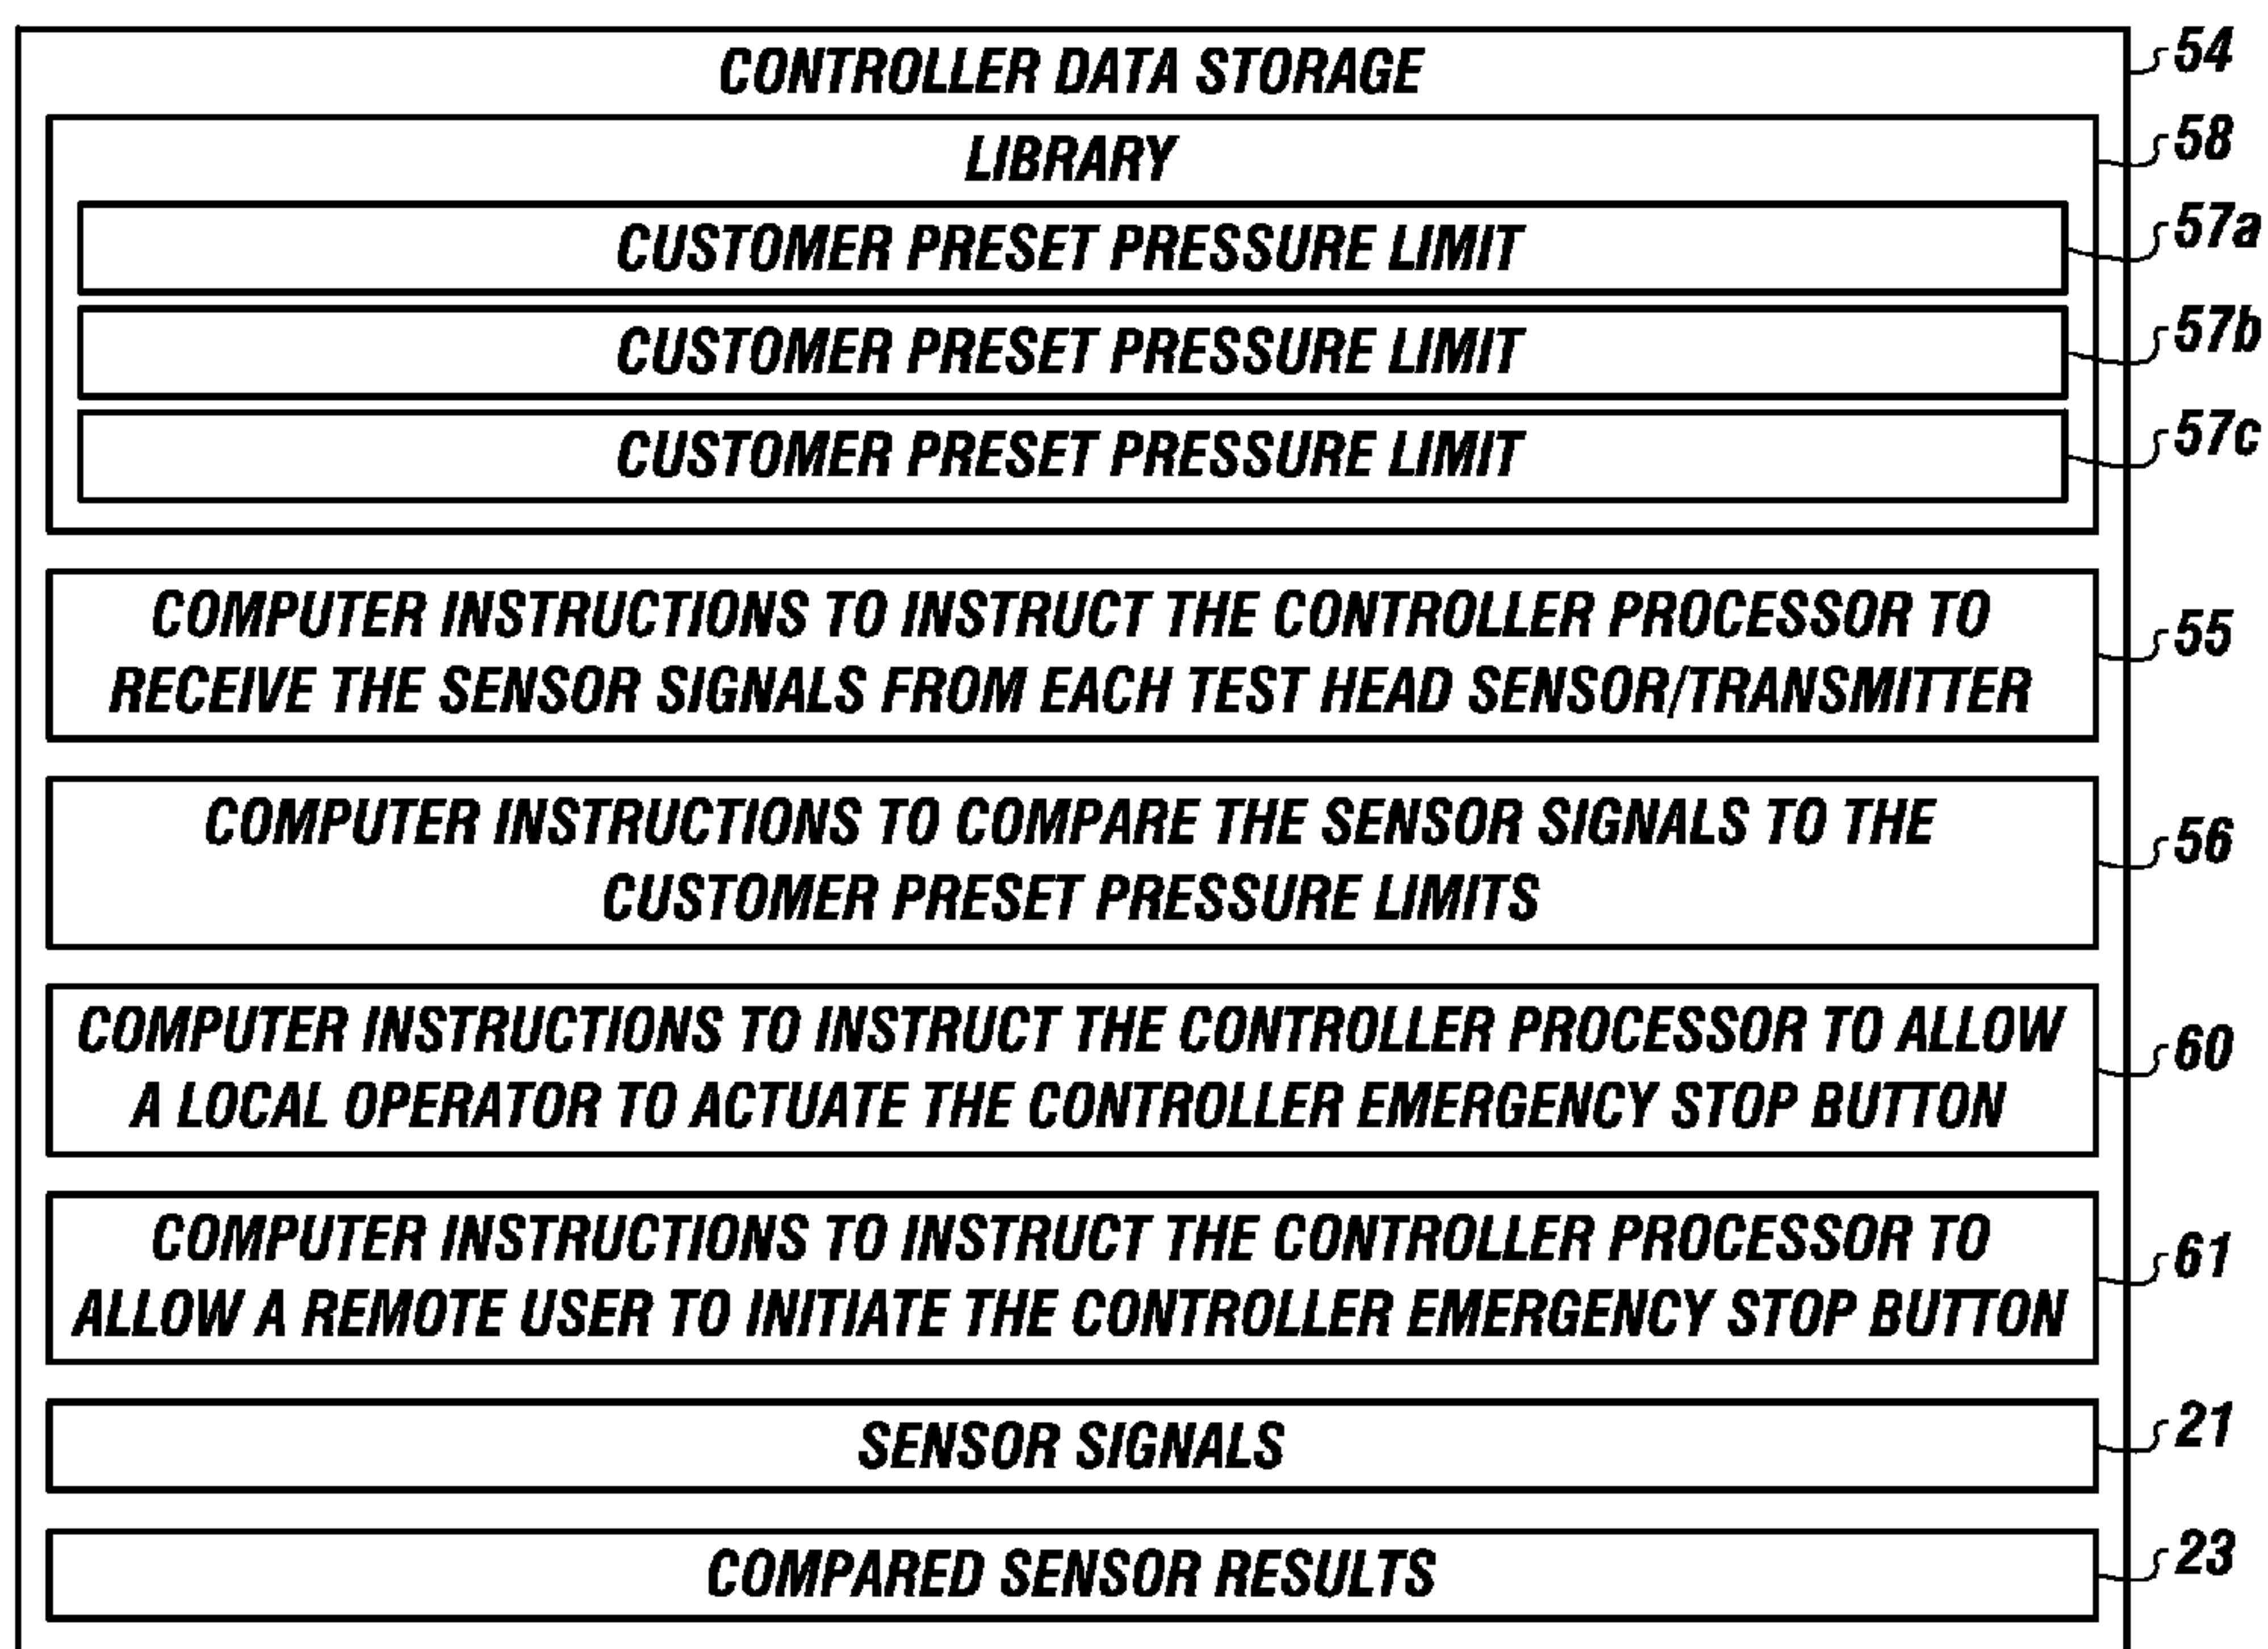 CONTROLLER DATA STORAGE 54
LIBRARY 58
CUSTOMER PRESET PRESSURE LIMIT 57a
CUSTOMER PRESET PRESSURE LIMIT 57b
CUSTOMER PRESET PRESSURE LIMIT 57c
COMPUTER INSTRUCTIONS TO INSTRUCT THE CONTROLLER PROCESSOR TO
RECEIVE THE SENSOR SIGNALS FROM EACH TEST HEAD SENSOR/TRANSMITTER
55
COMPUTER INSTRUCTIONS TO COMPARE THE SENSOR SIGNALS TO THE
CUSTOMER PRESET PRESSURE LIMITS
56
COMPUTER INSTRUCTIONS TO INSTRUCT THE CONTROLLER PROCESSOR TO ALLOW
A LOCAL OPERATOR TO ACTUATE THE CONTROLLER EMERGENCY STOP BUTTON
60
COMPUTER INSTRUCTIONS TO INSTRUCT THE CONTROLLER PROCESSOR TO
ALLOW A REMOTE USER TO INITIATE THE CONTROLLER EMERGENCY STOP BUTTON
61
SENSOR SIGNALS 21
COMPARED SENSOR RESULTS 23